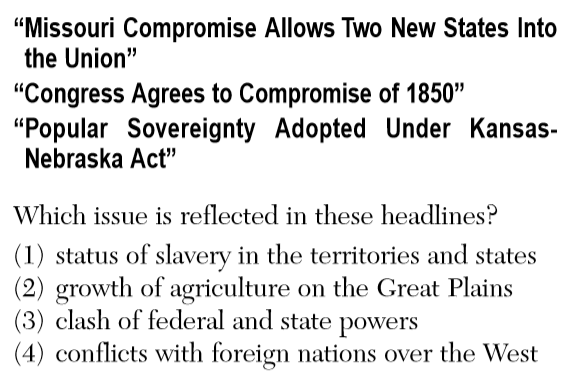 “Missouri Compromise Allows Two New States Into
the Union”
“Congress Agrees to Compromise of 1850”
“Popular Sovereignty Adopted Under Kansas-
Nebraska Act”
Which issue is reflected in these headlines?
(1) status of slavery in the territories and states
(2) growth of agriculture on the Great Plains
(3) clash of federal and state powers
(4) conflicts with foreign nations over the West